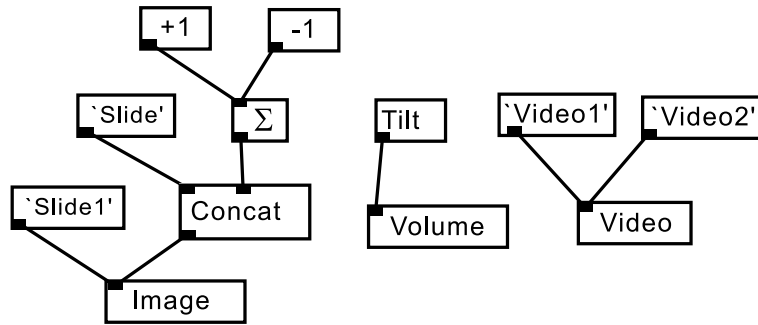 +1
-1
`Slide'
Σ
Tilt
`Video1'
`Video2'
`Slide1'
Concat
Volume
Video
Image